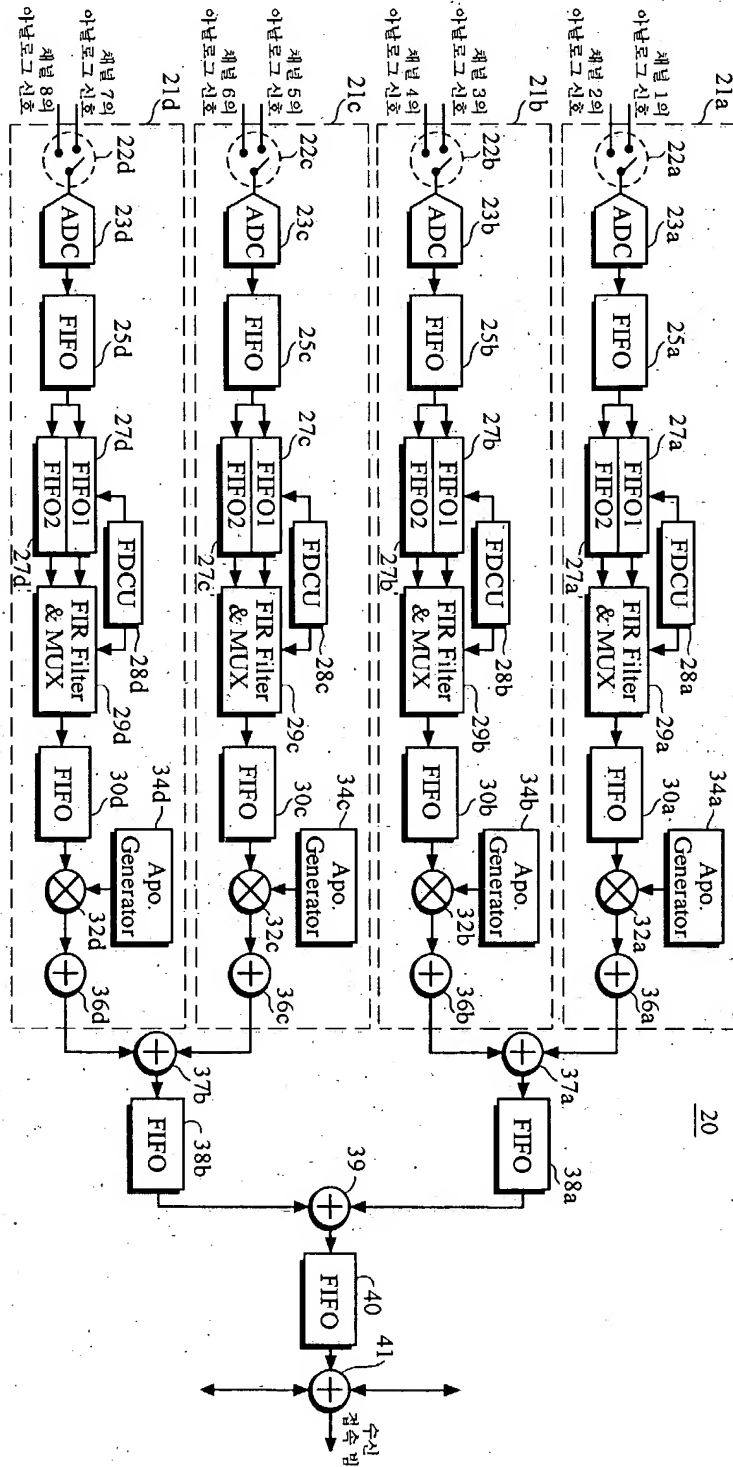 20
21a
채널 1의
아날로그 신호
채널 2의
아날로그 신호
22a
ADC
23a
FIFO
25a
27a
FIFO1
FIFO2
27a'
FDCU
28a
FIR Filter
& MUX
29a
FIFO
30a
34a
Apo.
Generator
32a
36a
21b
채널 3의
아날로그 신호
채널 4의
아날로그 신호
22b
ADC
23b
FIFO
25b
27b
FIFO1
FIFO2
27b'
FDCU
28b
FIR Filter
& MUX
29b
FIFO
30b
34b
Apo.
Generator
32b
36b
37a
FIFO
38a
21c
채널 5의
아날로그 신호
채널 6의
아날로그 신호
22c
ADC
23c
FIFO
25c
27c
FIFO1
FIFO2
27c'
FDCU
28c
FIR Filter
& MUX
29c
FIFO
30c
34c
Apo.
Generator
32c
36c
39
FIFO
40
41
수신
집속 빔
21d
채널 7의
아날로그 신호
채널 8의
아날로그 신호
22d
ADC
23d
FIFO
25d
27d
FIFO1
FIFO2
27d'
FDCU
28d
FIR Filter
& MUX
29d
FIFO
30d
34d
Apo.
Generator
32d
36d
37b
FIFO
38b